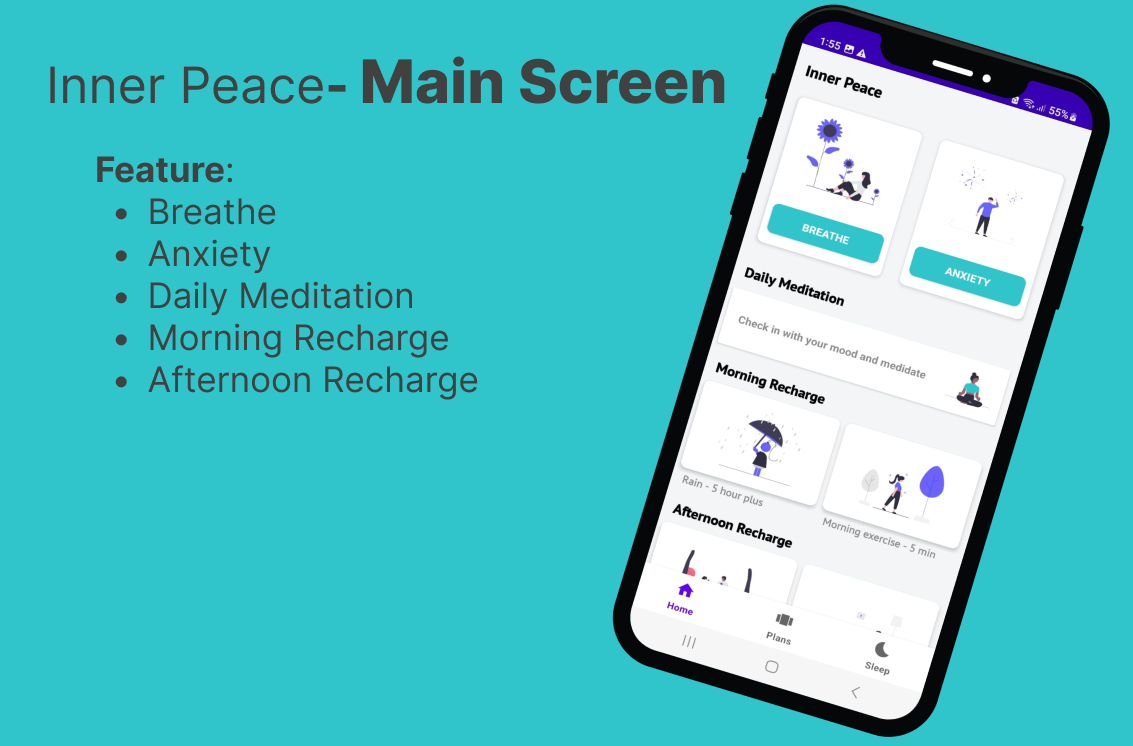 Inner Peace- Main Screen
Feature:
• Breathe
• Anxiety
• Daily Meditation
• Morning Recharge
• Afternoon Recharge
1:55
55%
Inner Peace
BREATHE
ANXIETY
Daily Meditation
Check in with your mood and medidate
Morning Recharge
Rain - 5 hour plus
Morning exercise - 5 min
Afternoon Recharge
Home
Plans
Sleep